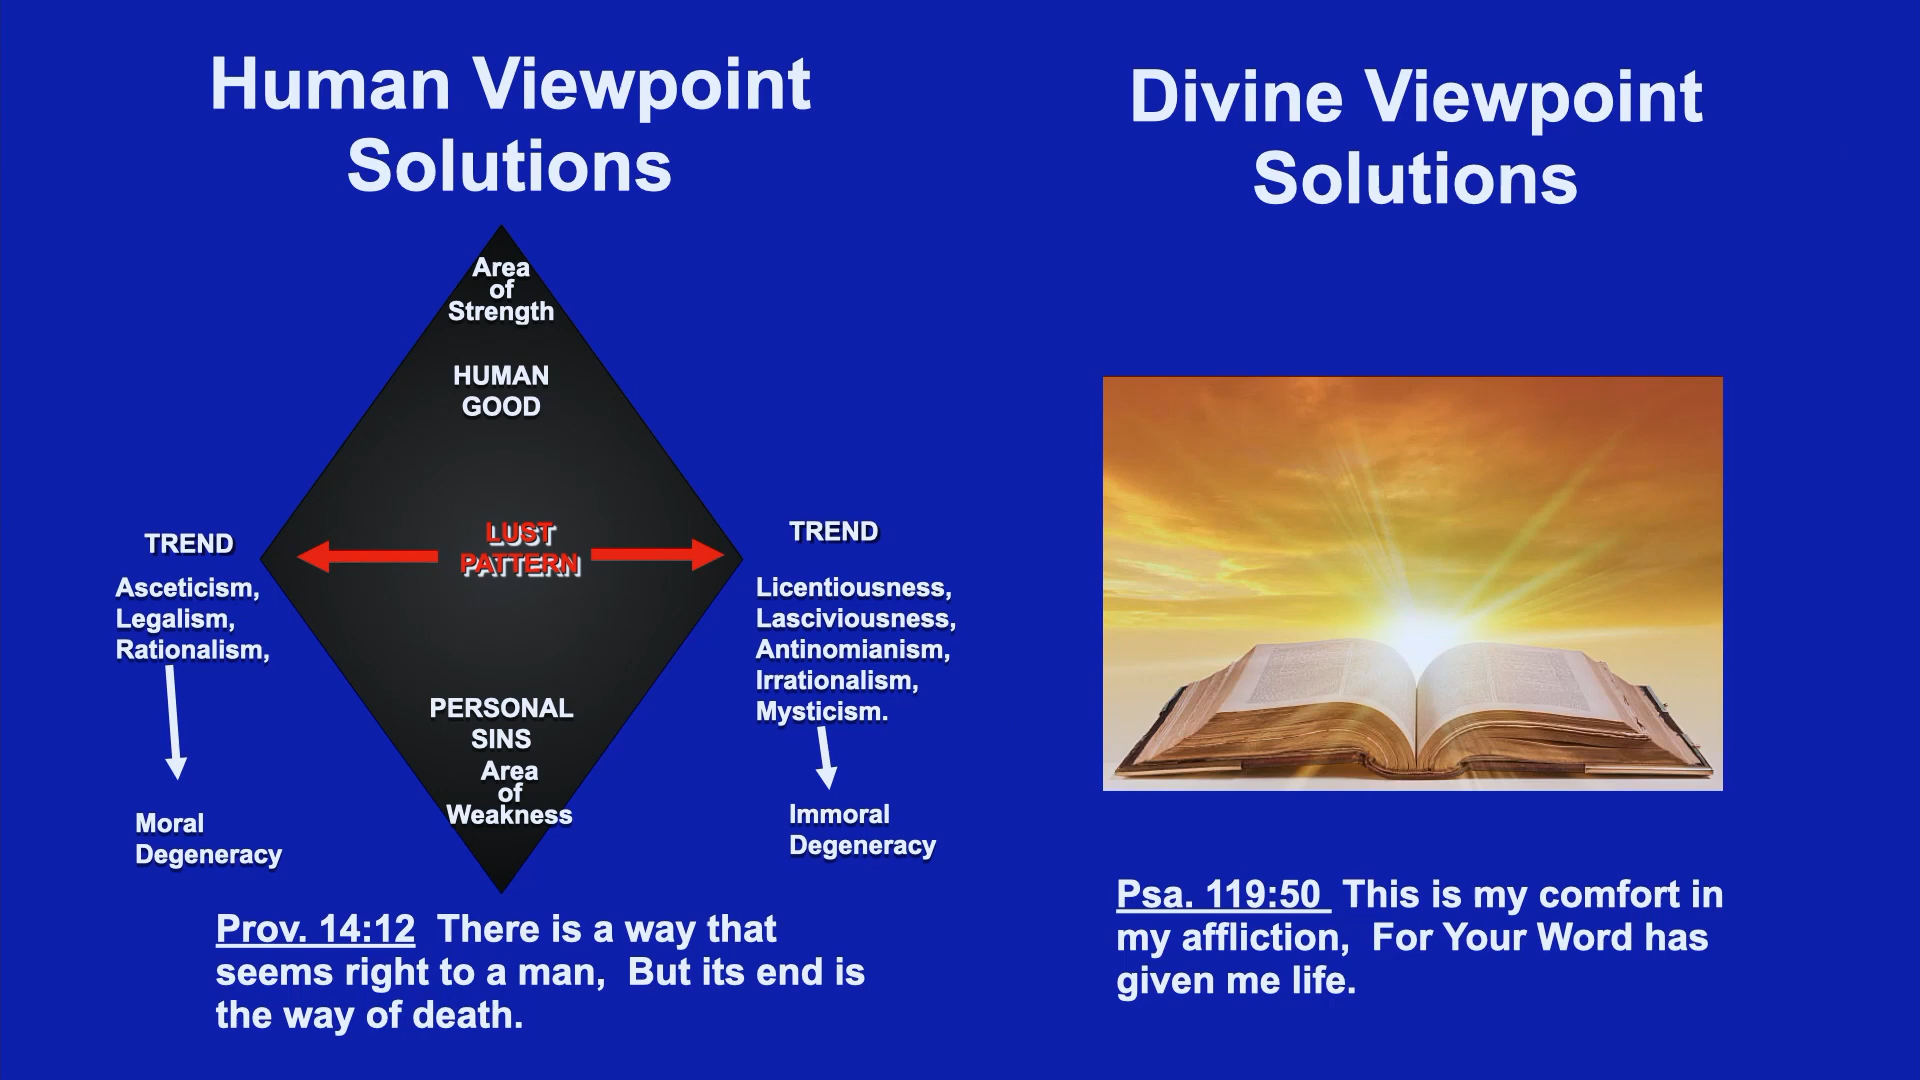 Human Viewpoint
Solutions
Area
of
Strength
HUMAN
GOOD
LUST
PATTERN
TREND
Asceticism,
Legalism,
Rationalism,
Moral
Degeneracy
TREND
Licentiousness,
Lasciviousness,
Antinomianism,
Irrationalism,
Mysticism.
Immoral
Degeneracy
PERSONAL
SINS
Area
of
Weakness
Prov. 14:12  There is a way that
seems right to a man,  But its end is
the way of death.
Divine Viewpoint
Solutions
Psa. 119:50  This is my comfort in
my affliction,  For Your Word has
given me life.